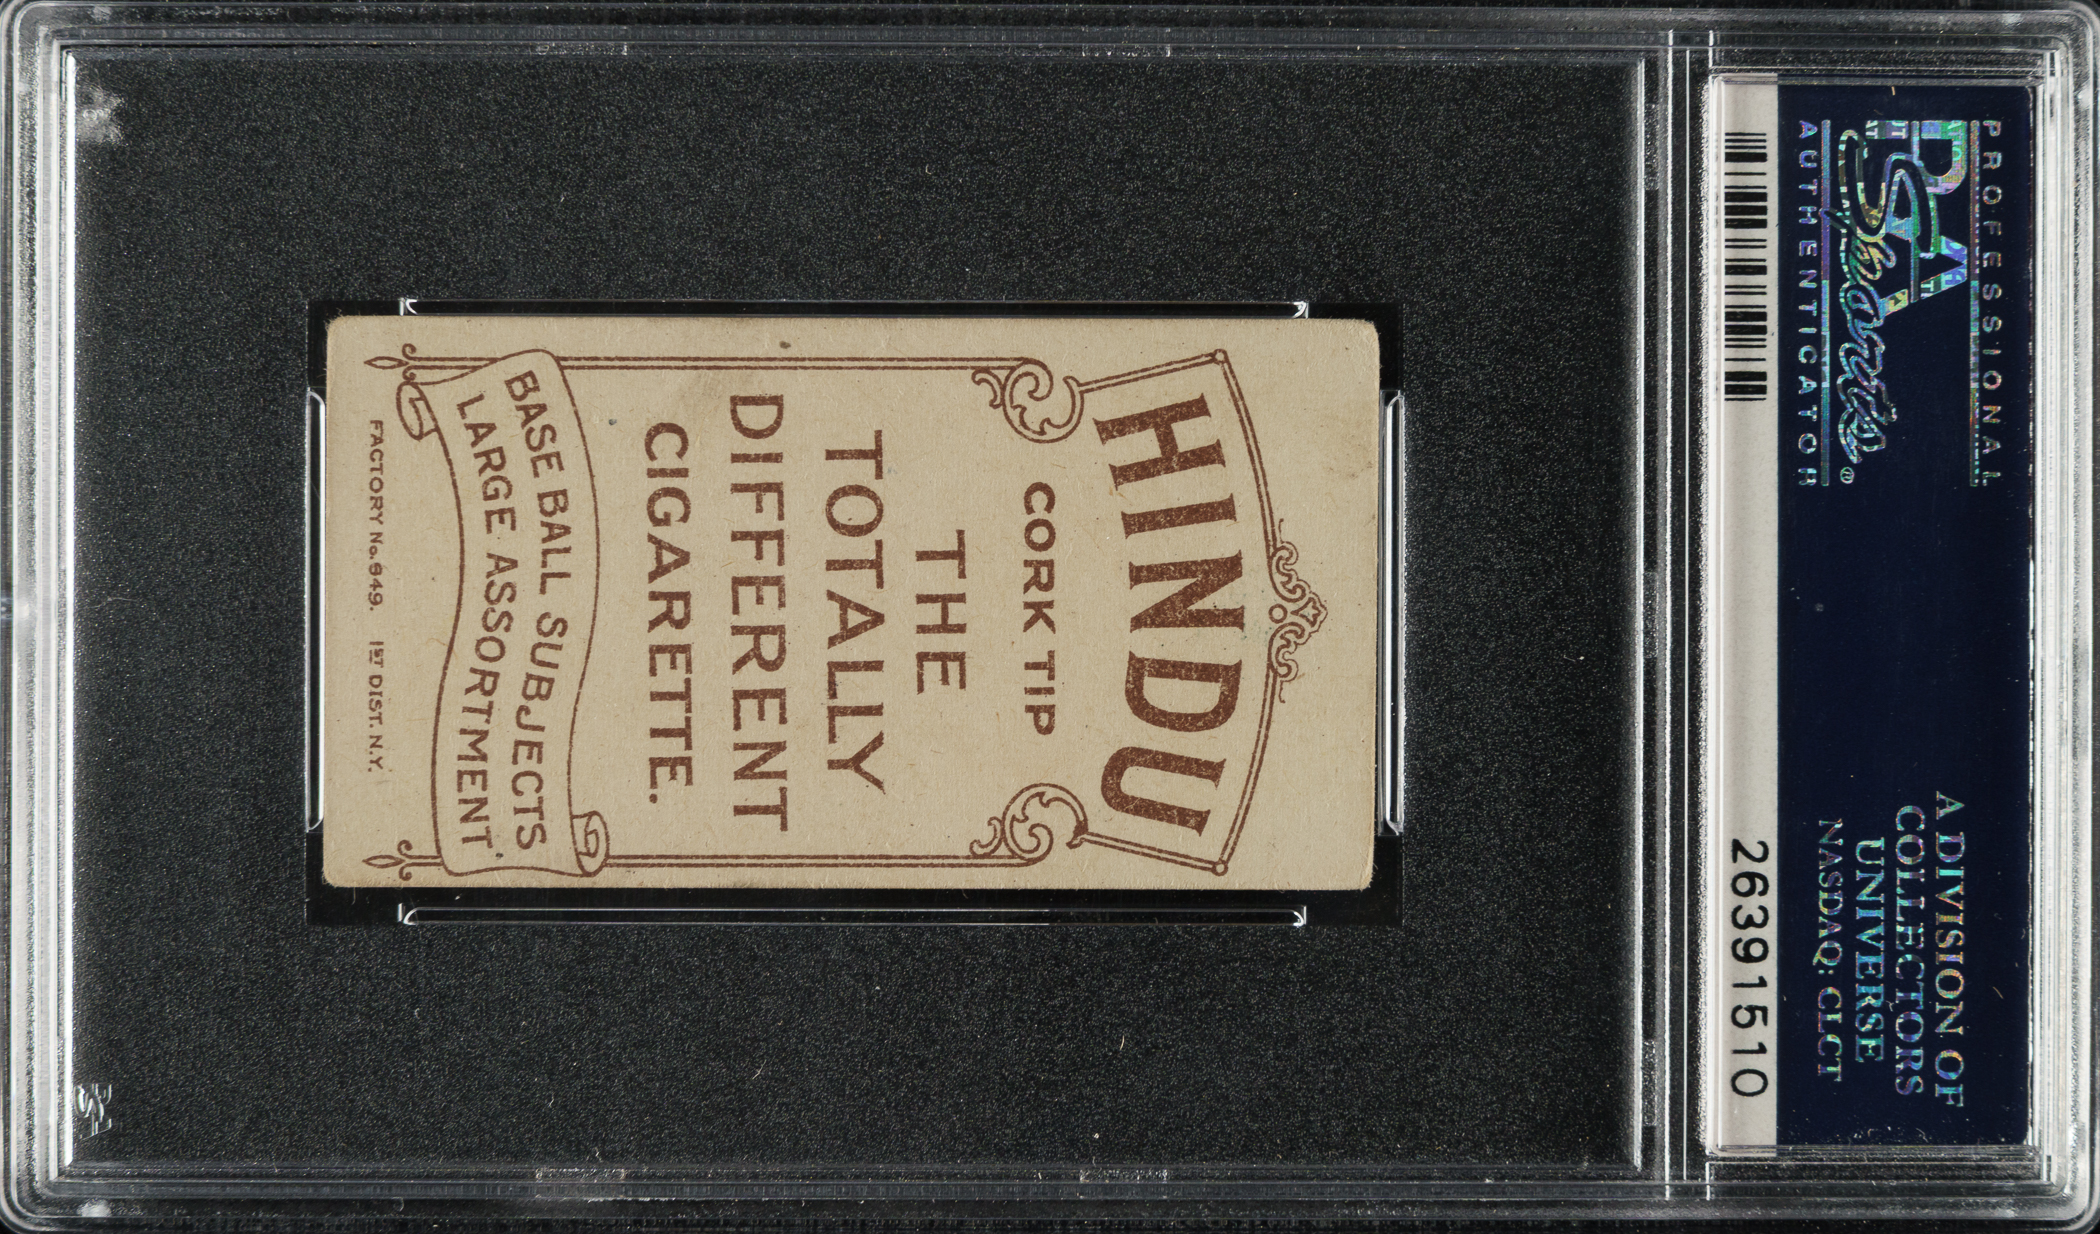 PROFESSIONAL
PSA
Sports®
AUTHENTICATOR
A DIVISION OF
COLLECTORS
UNIVERSE
NASDAQ: CLCT
26391510
HINDU
CORK TIP
THE
TOTALLY
DIFFERENT
CIGARETTE.
BASE BALL SUBJECTS
LARGE ASSORTMENT
FACTORY No. 649. 1ST DIST. N.Y.